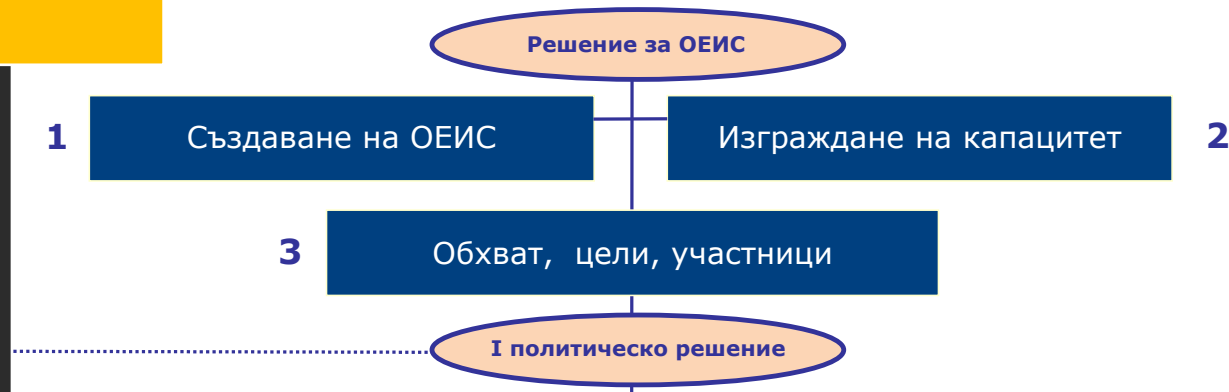 Решение за ОЕИС
1 Създаване на ОЕИС Изграждане на капацитет 2
3 Обхват, цели, участници
I политическо решение